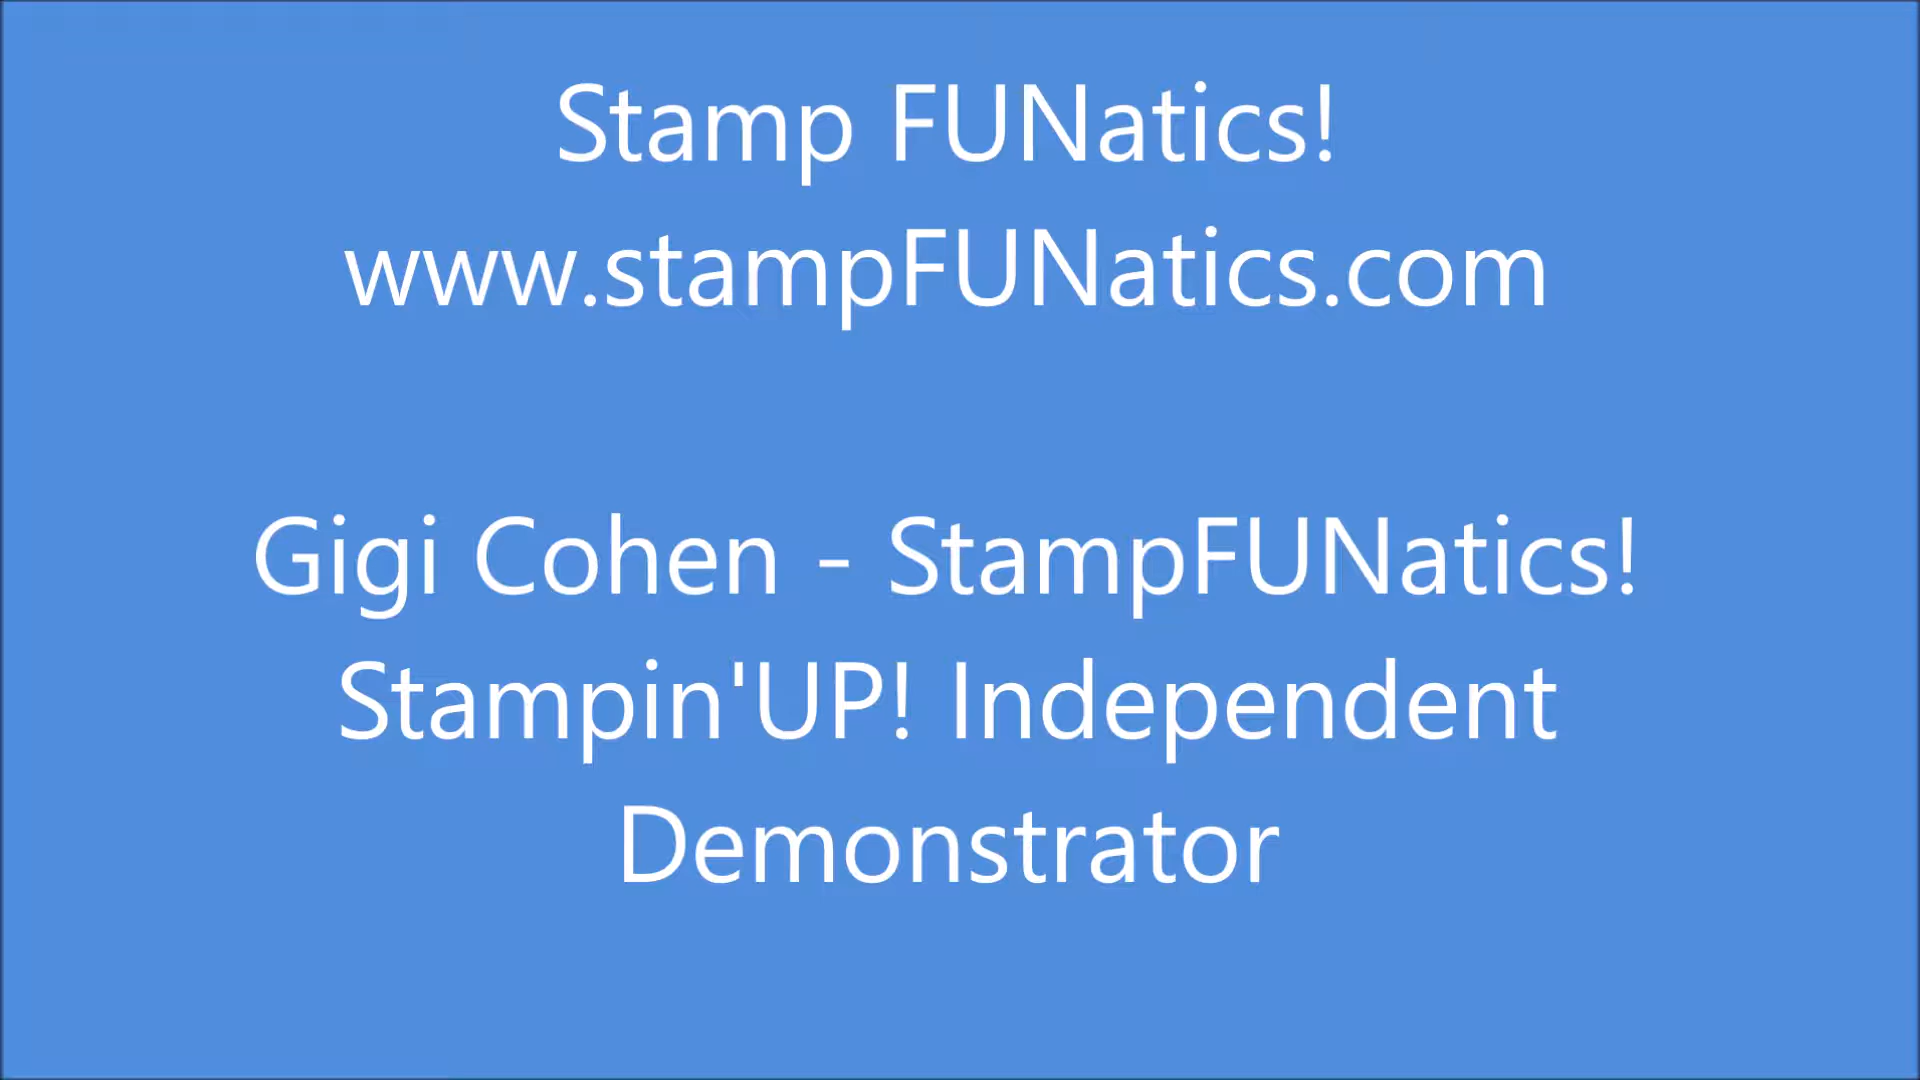 Stamp FUNatics!
www.stampFUNatics.com
Gigi Cohen - StampFUNatics!
Stampin'UP! Independent
Demonstrator